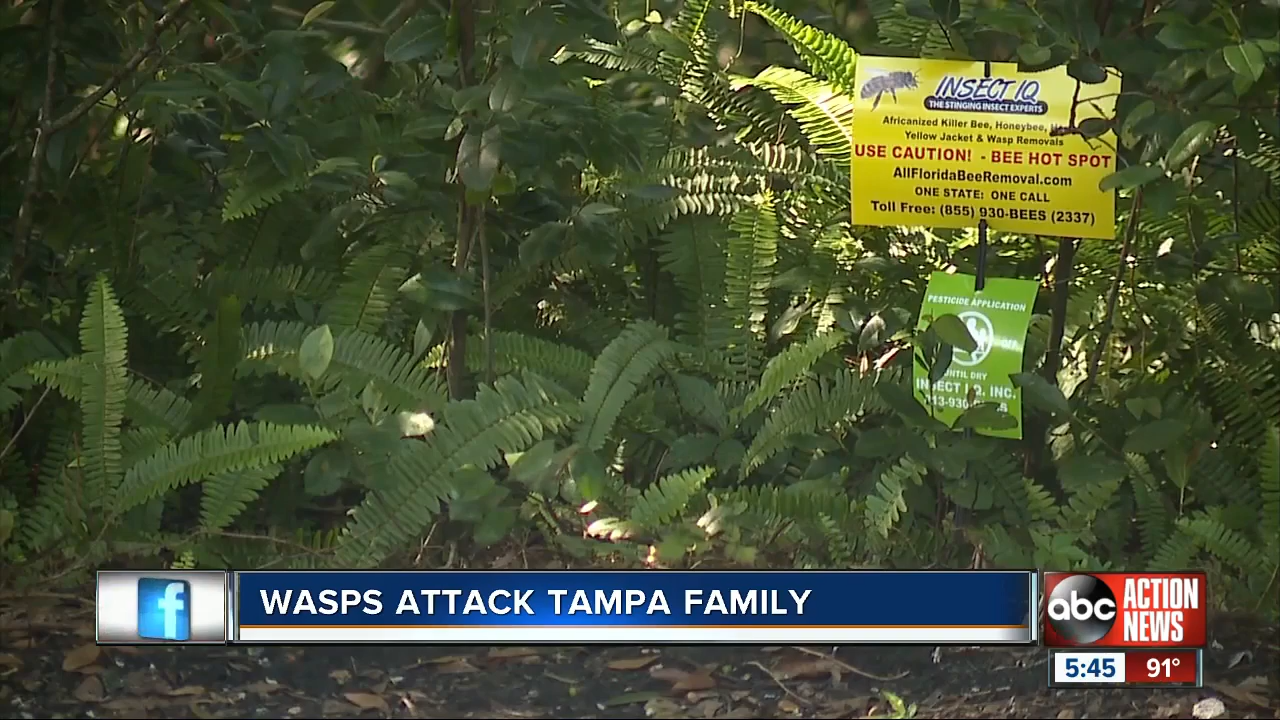 INSECT IQ
THE STINGING INSECT EXPERTS
Africanized Killer Bee, Honeybee,
Yellow Jacket & Wasp Removals
USE CAUTION! - BEE HOT SPOT
AllFloridaBeeRemoval.com
ONE STATE: ONE CALL
Toll Free: (855) 930-BEES (2337)
PESTICIDE APPLICATION
UNTIL DRY
INSECT I.Q. INC.
f
WASPS ATTACK TAMPA FAMILY
abc
ACTION
NEWS
5:45 91°